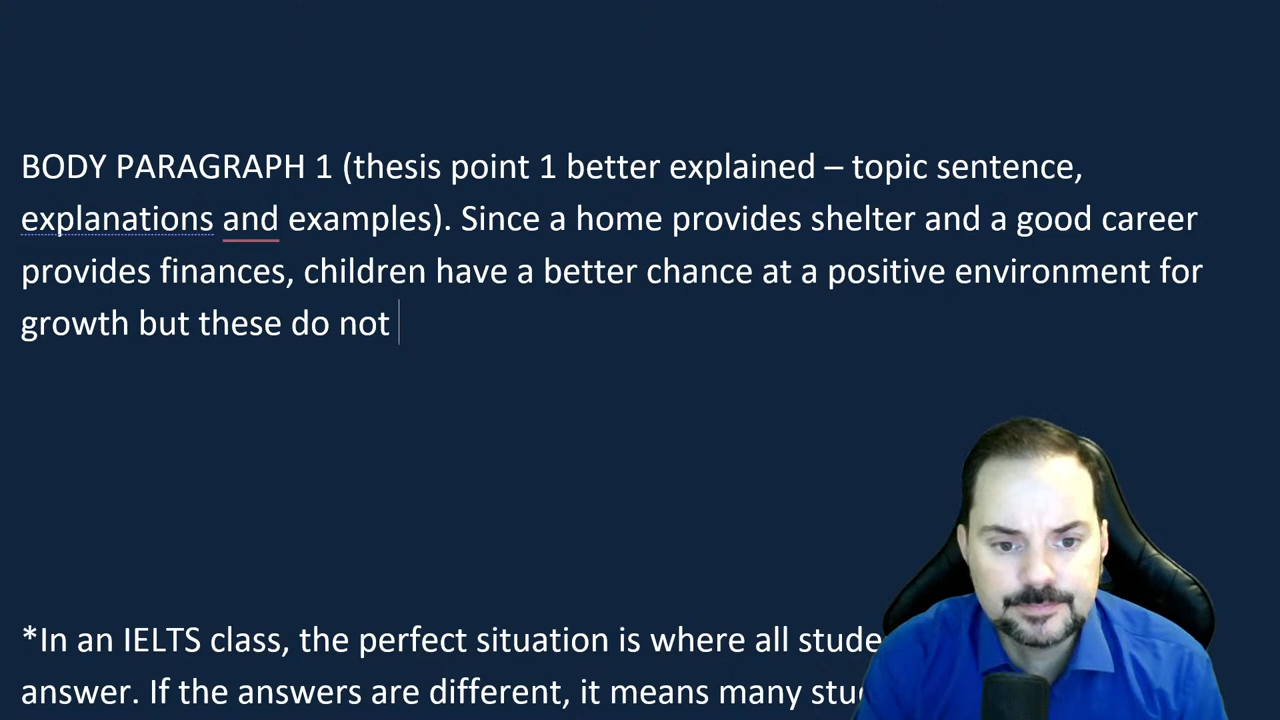 BODY PARAGRAPH 1 (thesis point 1 better explained – topic sentence,
explanations and examples). Since a home provides shelter and a good career
provides finances, children have a better chance at a positive environment for
growth but these do not
*In an IELTS class, the perfect situation is where all
answer. If the answers are different, it means many